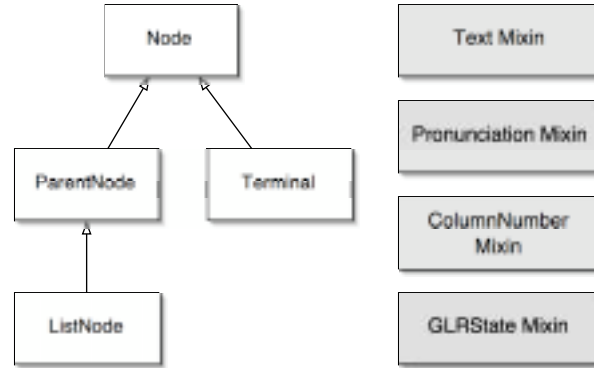 Node
Text Mixin
Pronunciation Mixin
ParentNode
Terminal
ColumnNumber
Mixin
ListNode
GLRState Mixin